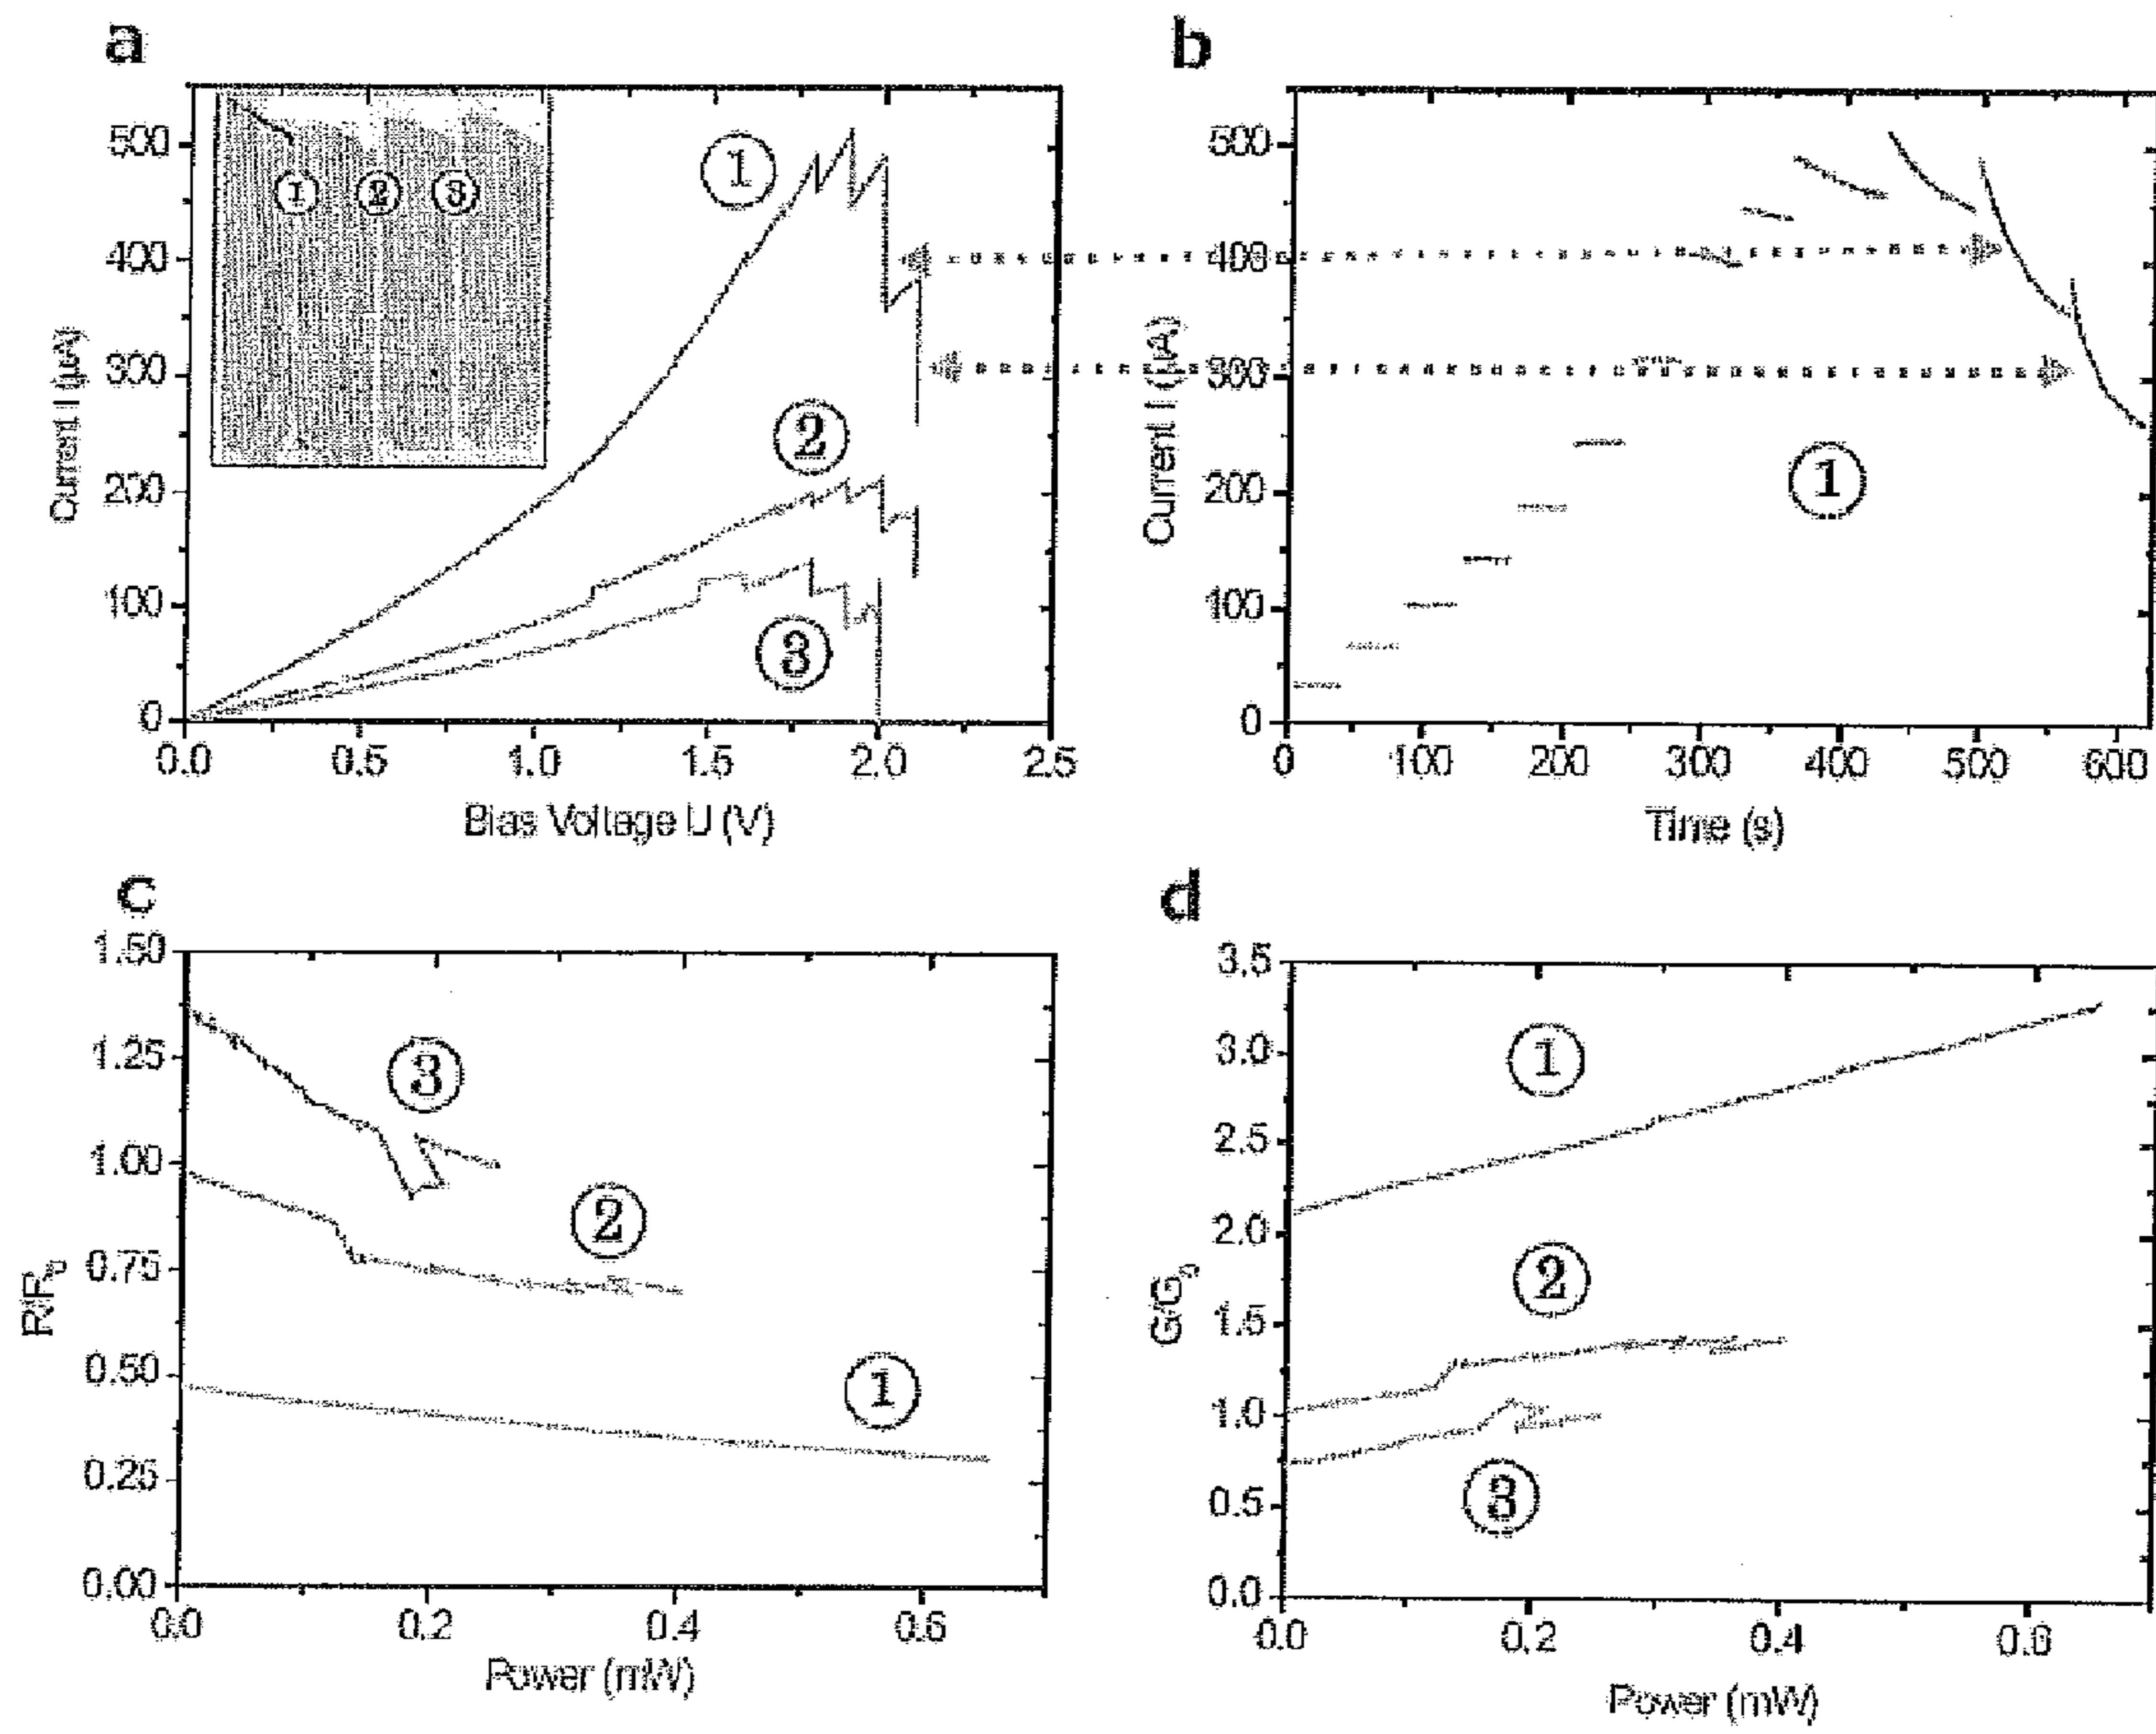 a
500
400
300
200
100
0
Current I (µA)
① ② ③
①
②
③
0.0 0.5 1.0 1.5 2.0 2.5
Bias Voltage U (V)
b
500
400
300
200
100
0
Current I (µA)
①
0 100 200 300 400 500 600
Time (s)
c
1.50
1.25
1.00
0.75
0.50
0.25
0.00
R/R₀
③
②
①
0.0 0.2 0.4 0.6
Power (mW)
d
3.5
3.0
2.5
2.0
1.5
1.0
0.5
0.0
G/G₀
①
②
③
0.0 0.2 0.4 0.6
Power (mW)